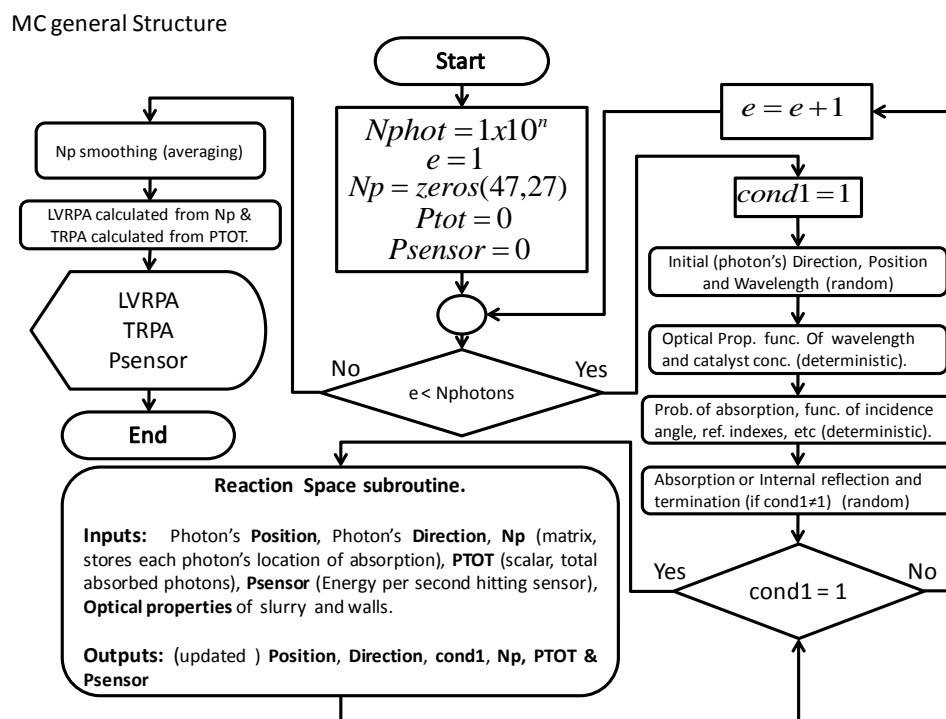 MC general Structure
Start
Nphot = 1x10ⁿ
e = 1
Np = zeros(47,27)
Ptot = 0
Psensor = 0
e < Nphotons
No
Yes
e = e + 1
cond1 = 1
Initial (photon's) Direction, Position
and Wavelength (random)
Optical Prop. func. Of wavelength
and catalyst conc. (deterministic).
Prob. of absorption, func. of incidence
angle, ref. indexes, etc (deterministic).
Absorption or Internal reflection and
termination (if cond1≠1) (random)
cond1 = 1
Yes
No
Reaction Space subroutine.
Inputs: Photon's Position, Photon's Direction, Np (matrix,
stores each photon's location of absorption), PTOT (scalar, total
absorbed photons), Psensor (Energy per second hitting sensor),
Optical properties of slurry and walls.
Outputs: (updated ) Position, Direction, cond1, Np, PTOT &
Psensor
Np smoothing (averaging)
LVRPA calculated from Np &
TRPA calculated from PTOT.
LVRPA
TRPA
Psensor
End